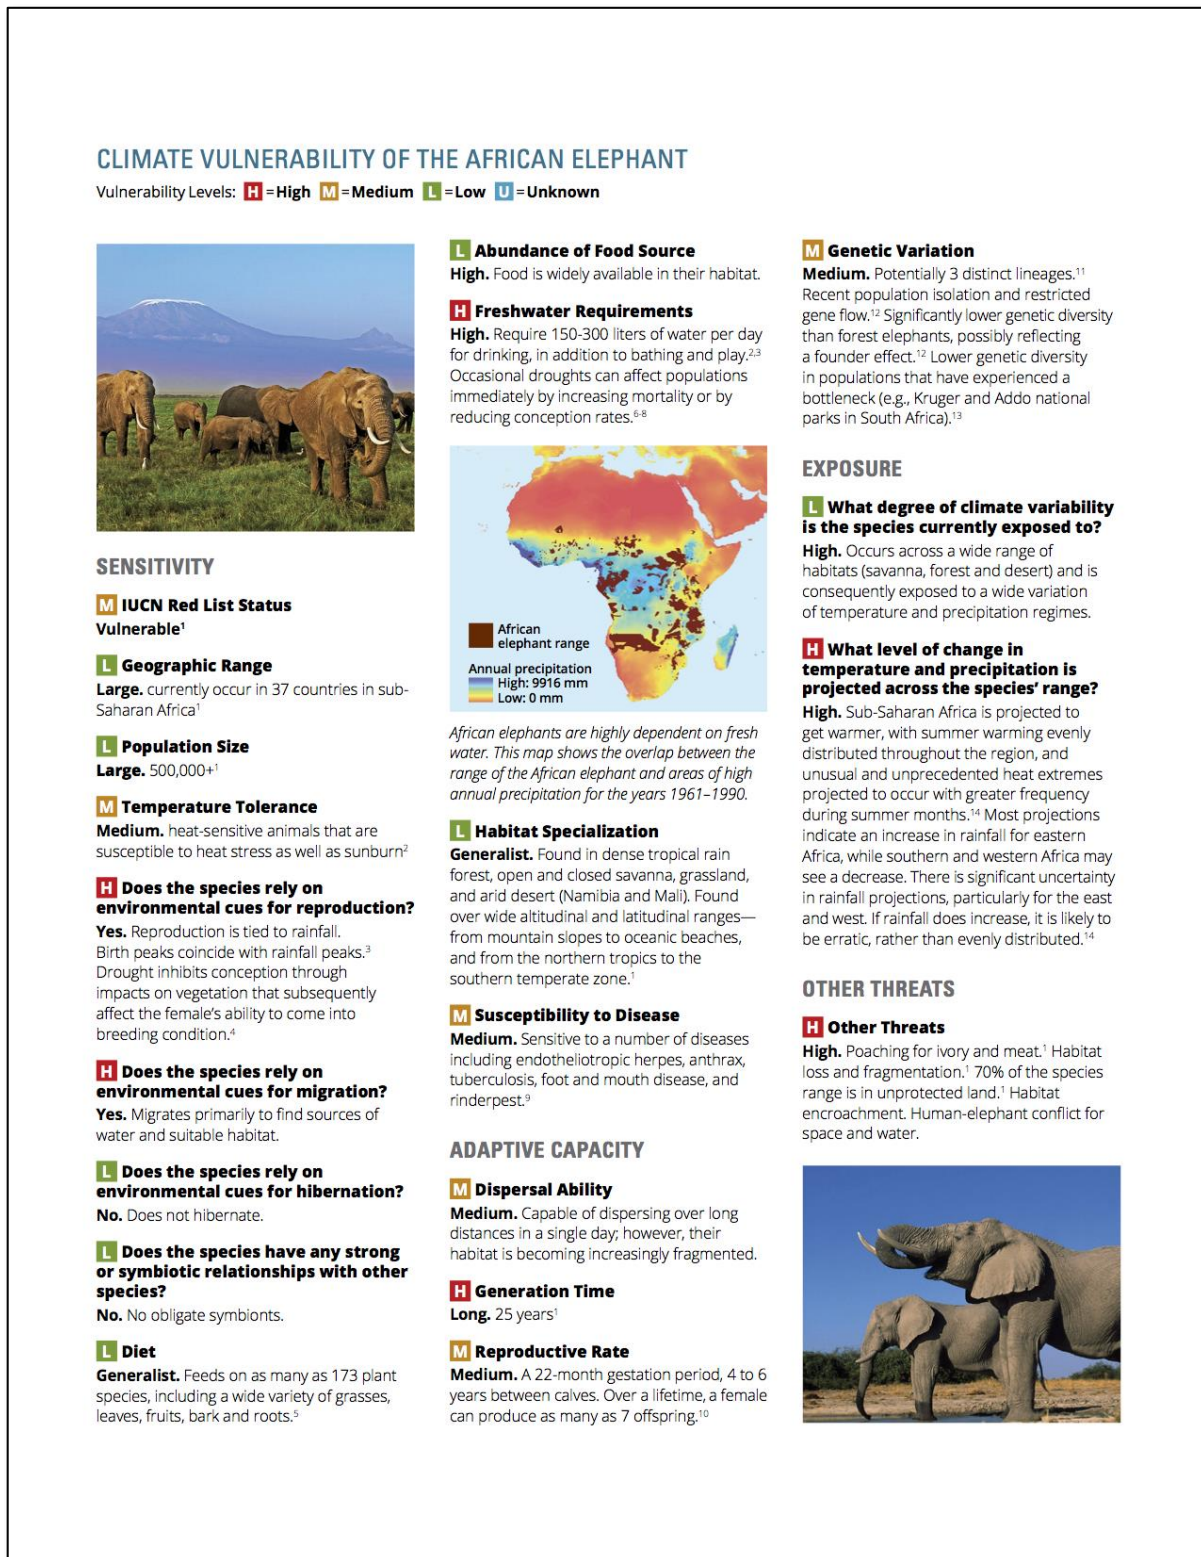 CLIMATE VULNERABILITY OF THE AFRICAN ELEPHANT
Vulnerability Levels: H =High M =Medium L =Low U =Unknown
SENSITIVITY
M IUCN Red List Status
Vulnerable¹
L Geographic Range
Large. currently occur in 37 countries in sub-
Saharan Africa¹
L Population Size
Large. 500,000+¹
M Temperature Tolerance
Medium. heat-sensitive animals that are
susceptible to heat stress as well as sunburn²
H Does the species rely on
environmental cues for reproduction?
Yes. Reproduction is tied to rainfall.
Birth peaks coincide with rainfall peaks.³
Drought inhibits conception through
impacts on vegetation that subsequently
affect the female's ability to come into
breeding condition.⁴
H Does the species rely on
environmental cues for migration?
Yes. Migrates primarily to find sources of
water and suitable habitat.
L Does the species rely on
environmental cues for hibernation?
No. Does not hibernate.
L Does the species have any strong
or symbiotic relationships with other
species?
No. No obligate symbionts.
L Diet
Generalist. Feeds on as many as 173 plant
species, including a wide variety of grasses,
leaves, fruits, bark and roots.⁵
L Abundance of Food Source
High. Food is widely available in their habitat.
H Freshwater Requirements
High. Require 150-300 liters of water per day
for drinking, in addition to bathing and play.²,³
Occasional droughts can affect populations
immediately by increasing mortality or by
reducing conception rates.⁶-⁸
African
elephant range
Annual precipitation
High: 9916 mm
Low: 0 mm
African elephants are highly dependent on fresh
water. This map shows the overlap between the
range of the African elephant and areas of high
annual precipitation for the years 1961–1990.
L Habitat Specialization
Generalist. Found in dense tropical rain
forest, open and closed savanna, grassland,
and arid desert (Namibia and Mali). Found
over wide altitudinal and latitudinal ranges—
from mountain slopes to oceanic beaches,
and from the northern tropics to the
southern temperate zone.¹
M Susceptibility to Disease
Medium. Sensitive to a number of diseases
including endotheliotropic herpes, anthrax,
tuberculosis, foot and mouth disease, and
rinderpest.⁹
ADAPTIVE CAPACITY
M Dispersal Ability
Medium. Capable of dispersing over long
distances in a single day; however, their
habitat is becoming increasingly fragmented.
H Generation Time
Long. 25 years¹
M Reproductive Rate
Medium. A 22-month gestation period, 4 to 6
years between calves. Over a lifetime, a female
can produce as many as 7 offspring.¹⁰
M Genetic Variation
Medium. Potentially 3 distinct lineages.¹¹
Recent population isolation and restricted
gene flow.¹² Significantly lower genetic diversity
than forest elephants, possibly reflecting
a founder effect.¹² Lower genetic diversity
in populations that have experienced a
bottleneck (e.g., Kruger and Addo national
parks in South Africa).¹³
EXPOSURE
L What degree of climate variability
is the species currently exposed to?
High. Occurs across a wide range of
habitats (savanna, forest and desert) and is
consequently exposed to a wide variation
of temperature and precipitation regimes.
H What level of change in
temperature and precipitation is
projected across the species' range?
High. Sub-Saharan Africa is projected to
get warmer, with summer warming evenly
distributed throughout the region, and
unusual and unprecedented heat extremes
projected to occur with greater frequency
during summer months.¹⁴ Most projections
indicate an increase in rainfall for eastern
Africa, while southern and western Africa may
see a decrease. There is significant uncertainty
in rainfall projections, particularly for the east
and west. If rainfall does increase, it is likely to
be erratic, rather than evenly distributed.¹⁴
OTHER THREATS
H Other Threats
High. Poaching for ivory and meat.¹ Habitat
loss and fragmentation.¹ 70% of the species
range is in unprotected land.¹ Habitat
encroachment. Human-elephant conflict for
space and water.